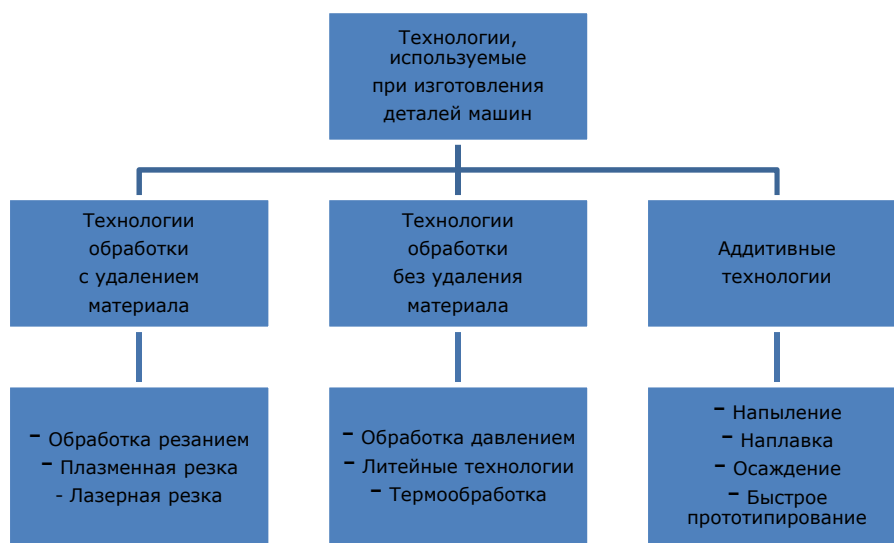 Технологии,
используемые
при изготовления
деталей машин
Технологии
обработки
с удалением
материала
Технологии
обработки
без удаления
материала
Аддитивные
технологии
- Обработка резанием
- Плазменная резка
- Лазерная резка
- Обработка давлением
- Литейные технологии
- Термообработка
- Напыление
- Наплавка
- Осаждение
- Быстрое
прототипирование